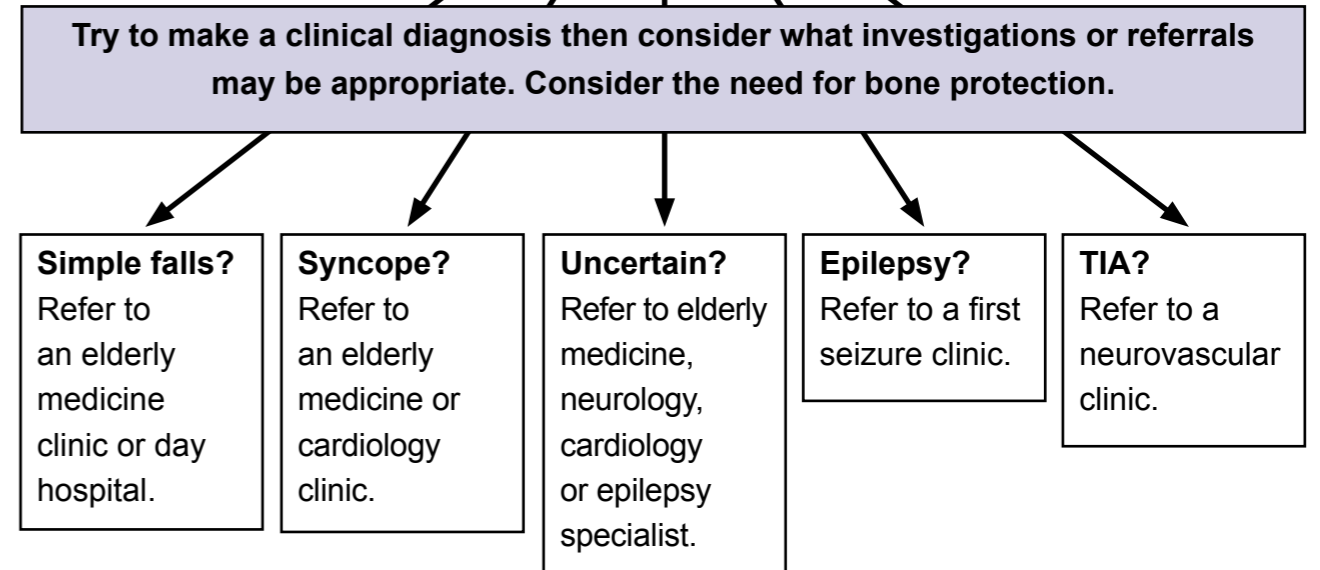 Try to make a clinical diagnosis then consider what investigations or referrals
may be appropriate. Consider the need for bone protection.
Simple falls?
Refer to
an elderly
medicine
clinic or day
hospital.
Syncope?
Refer to
an elderly
medicine or
cardiology
clinic.
Uncertain?
Refer to elderly
medicine,
neurology,
cardiology
or epilepsy
specialist.
Epilepsy?
Refer to a first
seizure clinic.
TIA?
Refer to a
neurovascular
clinic.